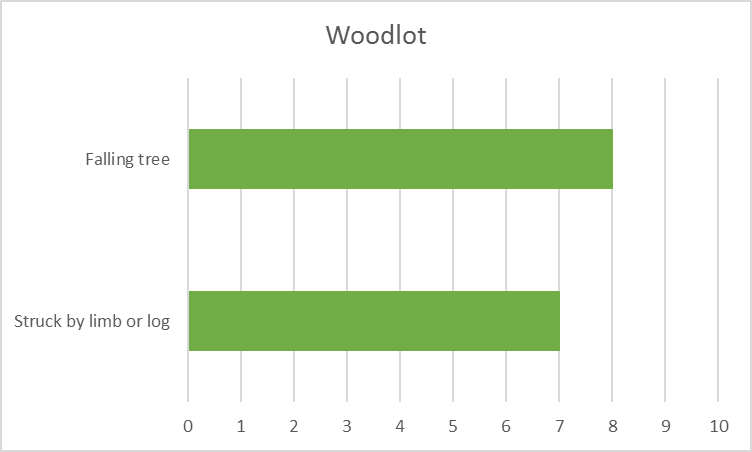 Woodlot
Falling tree
Struck by limb or log
0 1 2 3 4 5 6 7 8 9 10